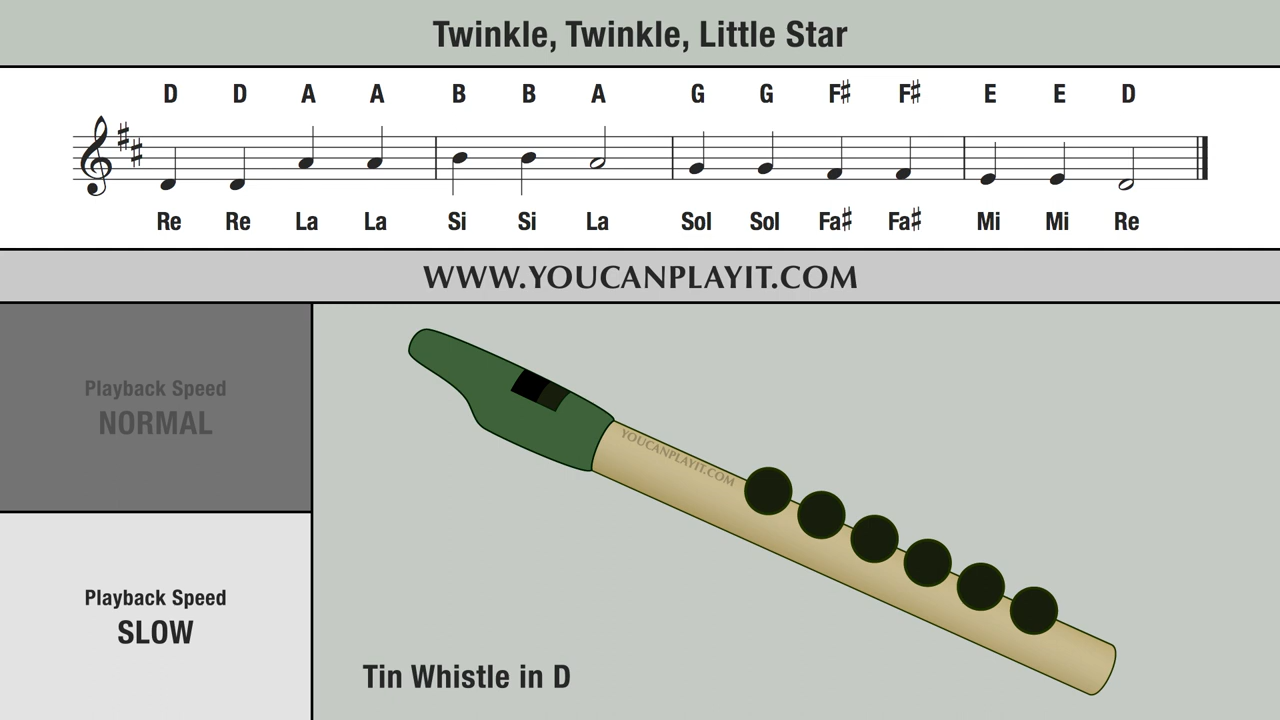 Twinkle, Twinkle, Little Star
D D A A B B A G G F♯ F♯ E E D
Re Re La La Si Si La Sol Sol Fa♯ Fa♯ Mi Mi Re
WWW.YOUCANPLAYIT.COM
Playback Speed
NORMAL
Playback Speed
SLOW
YOUCANPLAYIT.COM
Tin Whistle in D